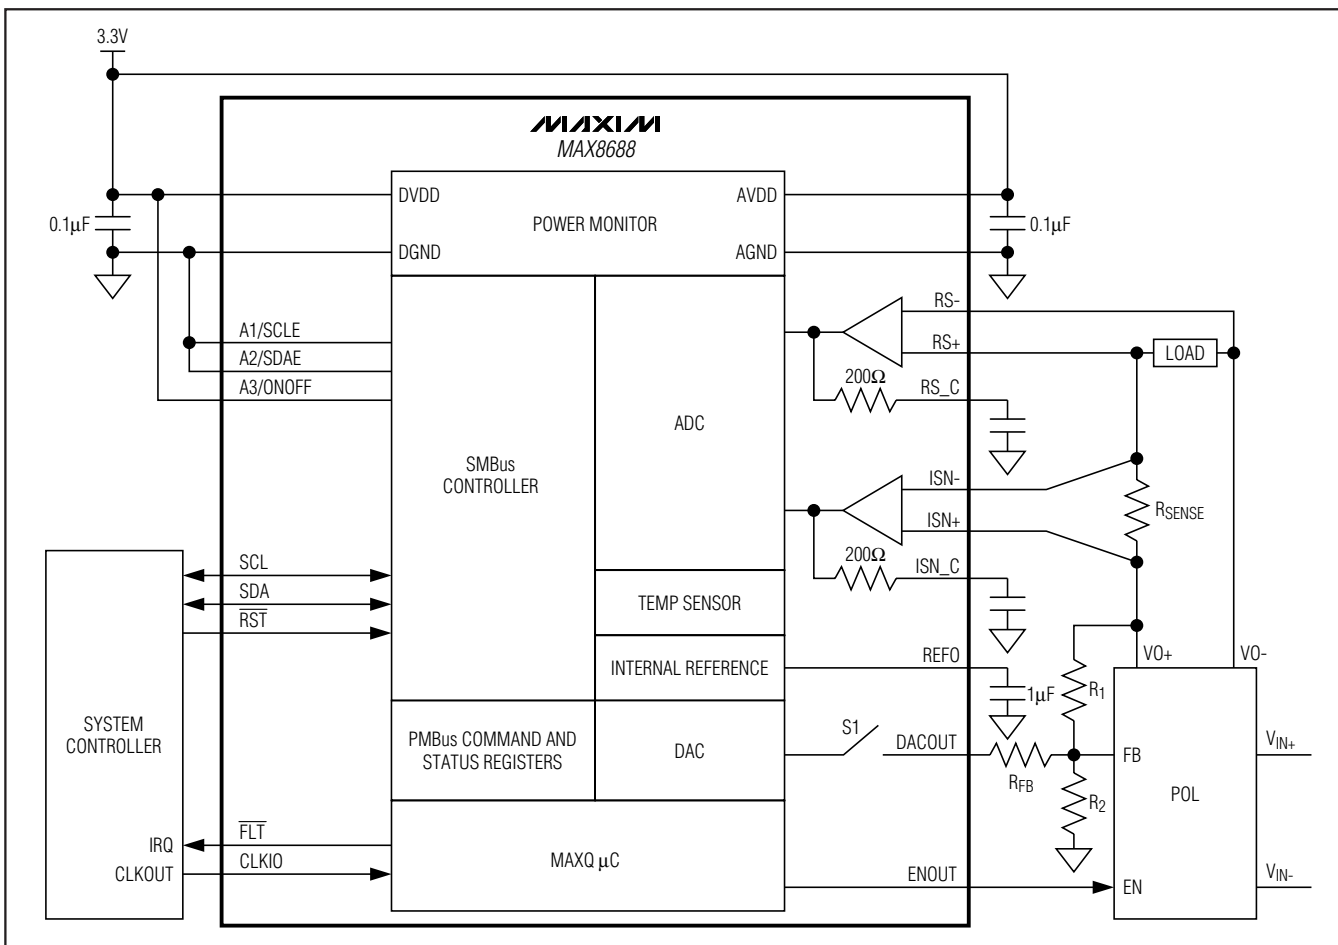 3.3V
MAXIM
MAX8688
DVDD
AVDD
0.1µF
POWER MONITOR
0.1µF
DGND
AGND
RS-
A1/SCLE
RS+
LOAD
A2/SDAE
200Ω
A3/ONOFF
RS_C
ADC
SMBus
CONTROLLER
ISN-
RSENSE
ISN+
200Ω
SCL
ISN_C
SDA
TEMP SENSOR
RST
REFO
VO+
VO-
INTERNAL REFERENCE
R1
1µF
SYSTEM
CONTROLLER
PMBus COMMAND AND
STATUS REGISTERS
DAC
S1
DACOUT
RFB
FB
VIN+
R2
POL
FLT
IRQ
CLKIO
CLKOUT
MAXQ µC
ENOUT
EN
VIN-